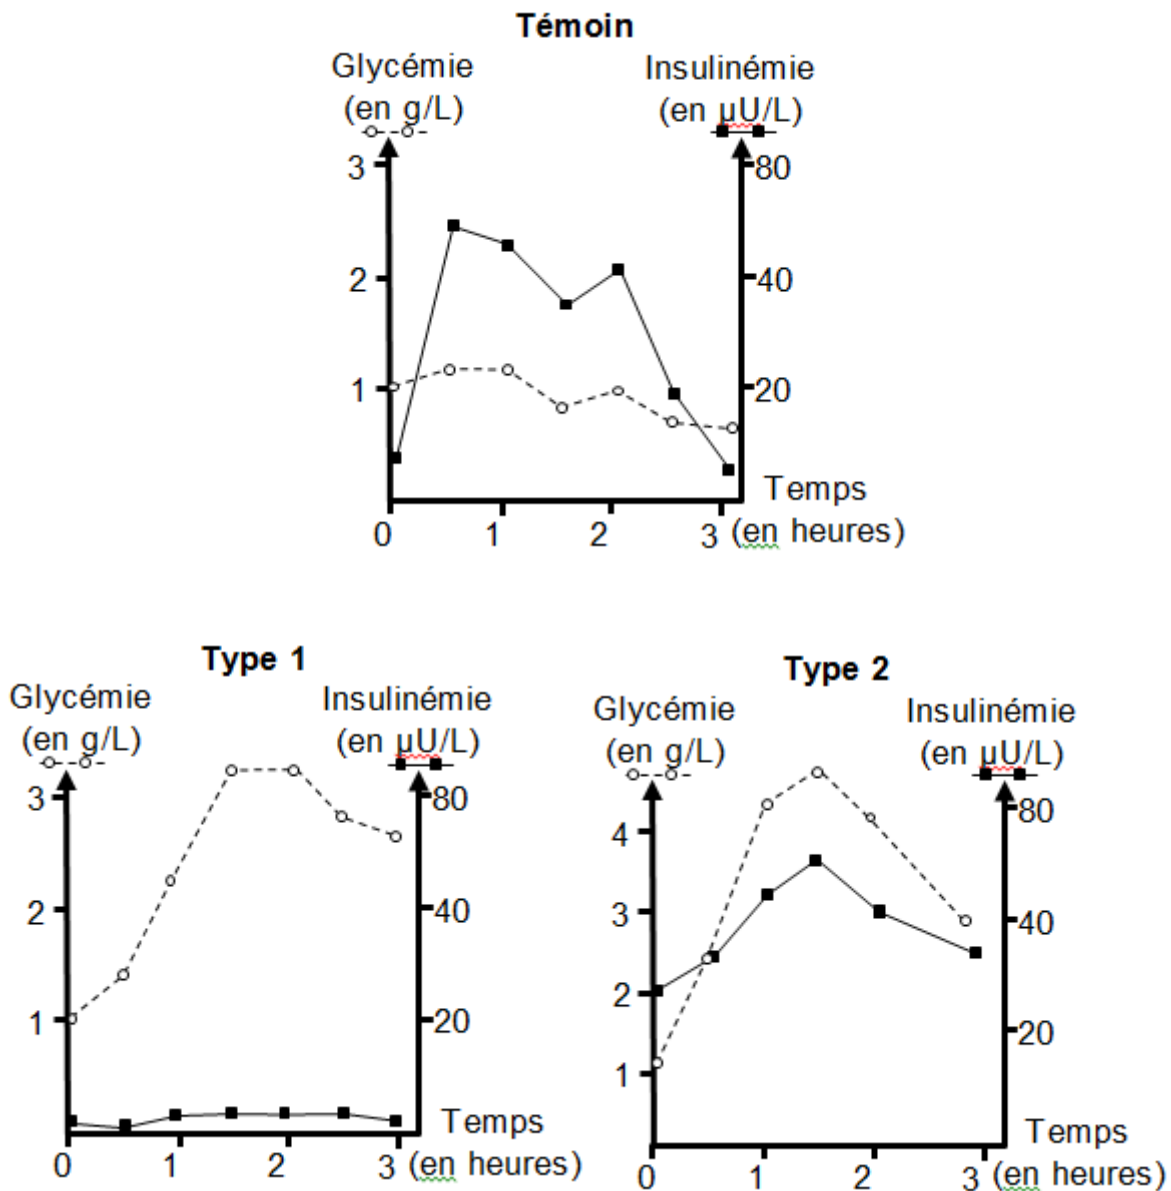 Témoin
Glycémie
(en g/L)
Insulinémie
(en µU/L)
3
80
2
40
1
20
0
1
2
3
Temps
(en heures)
Type 1
Glycémie
(en g/L)
Insulinémie
(en µU/L)
3
80
2
40
1
20
0
1
2
3
Temps
(en heures)
Type 2
Glycémie
(en g/L)
Insulinémie
(en µU/L)
4
80
3
40
2
20
1
0
1
2
3
Temps
(en heures)